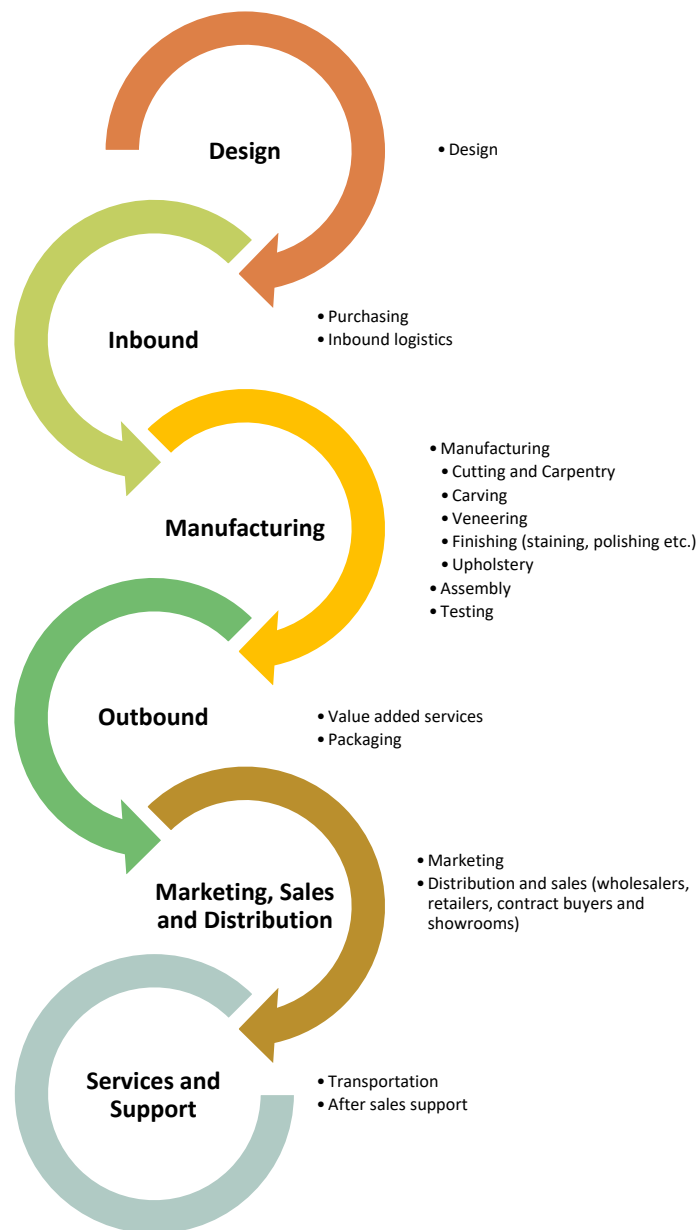 Design
• Design
Inbound
• Purchasing
• Inbound logistics
Manufacturing
• Manufacturing
• Cutting and Carpentry
• Carving
• Veneering
• Finishing (staining, polishing etc.)
• Upholstery
• Assembly
• Testing
Outbound
• Value added services
• Packaging
Marketing, Sales
and Distribution
• Marketing
• Distribution and sales (wholesalers,
retailers, contract buyers and
showrooms)
Services and
Support
• Transportation
• After sales support